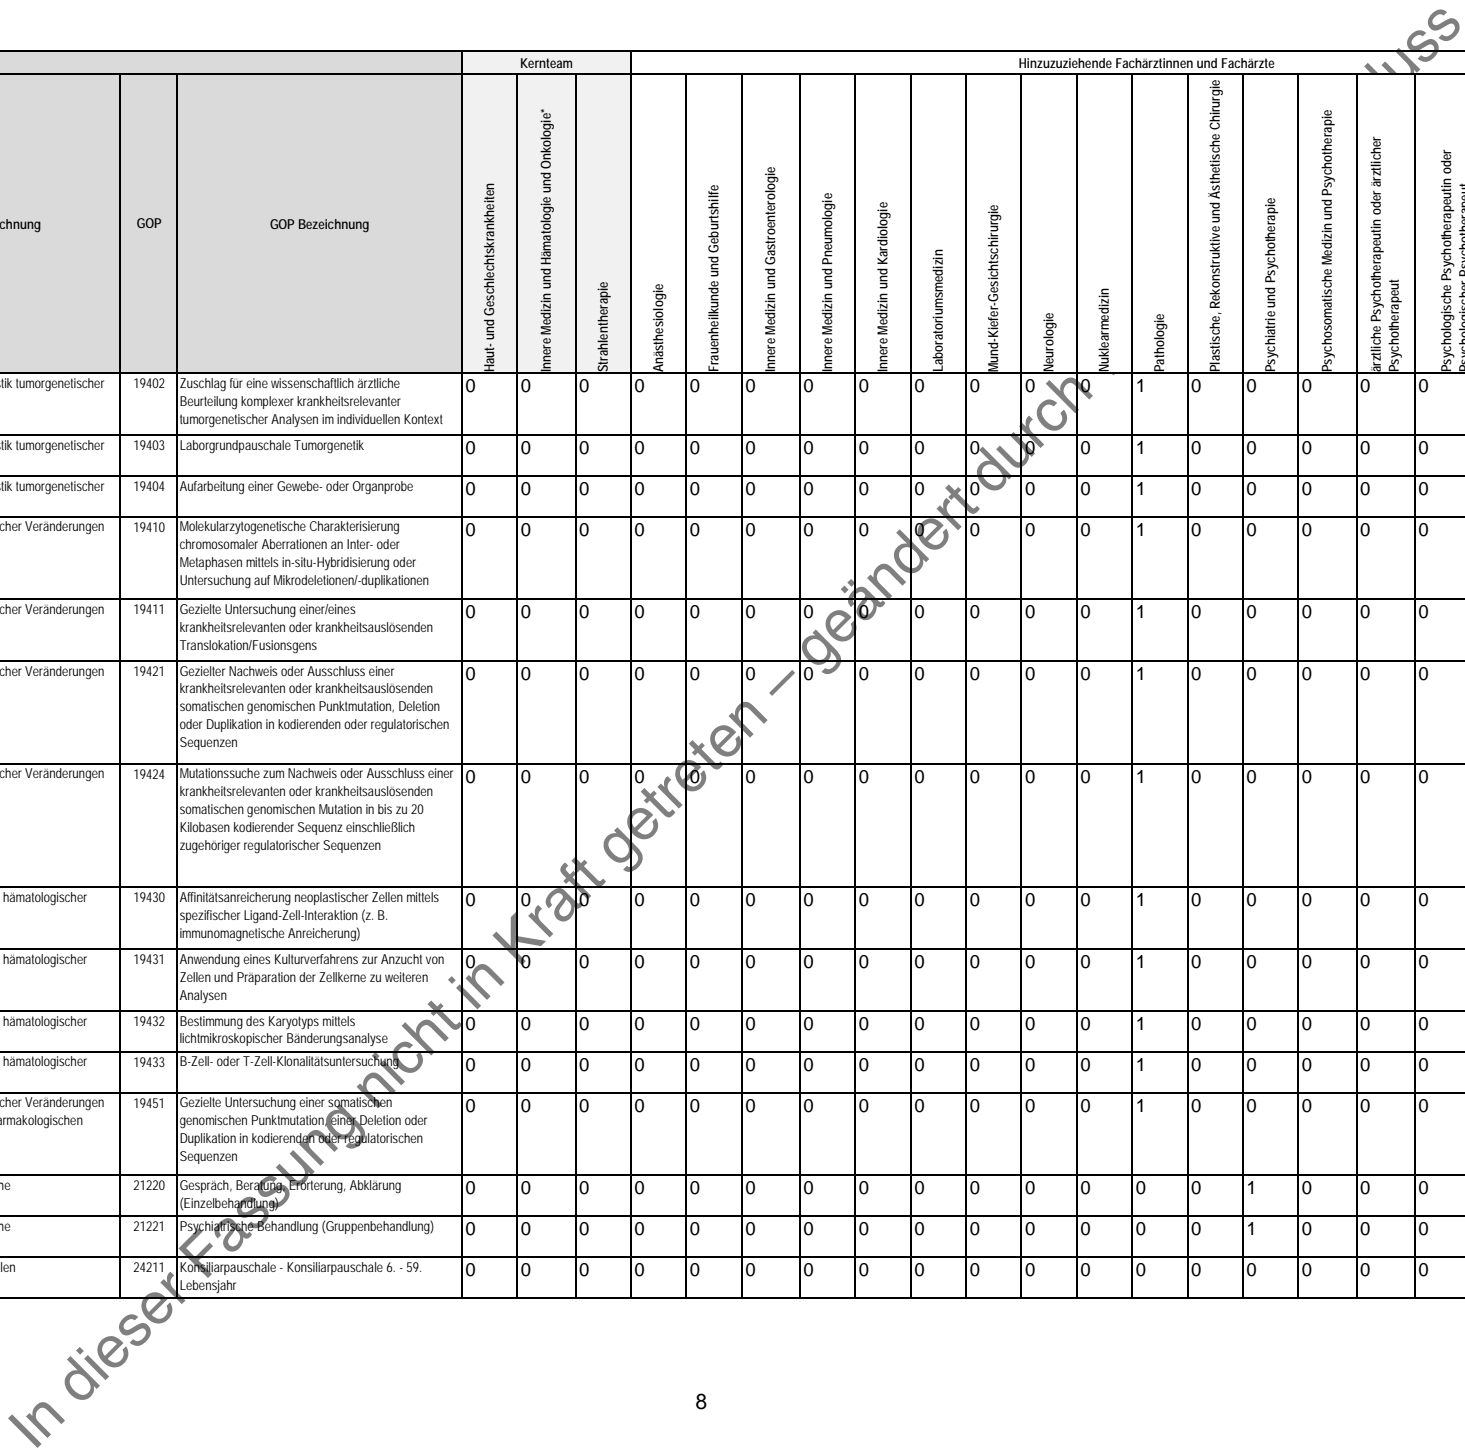 Kernteam
Hinzuzuziehende Fachärztinnen und Fachärzte
chnung
GOP
GOP Bezeichnung
Haut- und Geschlechtskrankheiten
Innere Medizin und Hämatologie und Onkologie*
Strahlentherapie
Anästhesiologie
Frauenheilkunde und Geburtshilfe
Innere Medizin und Gastroenterologie
Innere Medizin und Pneumologie
Innere Medizin und Kardiologie
Laboratoriumsmedizin
Mund-Kiefer-Gesichtschirurgie
Neurologie
Nuklearmedizin
Pathologie
Plastische, Rekonstruktive und Ästhetische Chirurgie
Psychiatrie und Psychotherapie
Psychosomatische Medizin und Psychotherapie
ärztliche Psychotherapeutin oder ärztlicher
Psychotherapeut
Psychologische Psychotherapeutin oder
Psychologischer Psychotherapeut
stik tumorgenetischer 19402 Zuschlag für eine wissenschaftlich ärztliche 0 0 0 0 0 0 0 0 0 0 0 0 1 0 0 0 0 0
Beurteilung komplexer krankheitsrelevanter
tumorgenetischer Analysen im individuellen Kontext
stik tumorgenetischer 19403 Laborgrundpauschale Tumorgenetik 0 0 0 0 0 0 0 0 0 0 0 0 1 0 0 0 0 0
stik tumorgenetischer 19404 Aufarbeitung einer Gewebe- oder Organprobe 0 0 0 0 0 0 0 0 0 0 0 0 1 0 0 0 0 0
cher Veränderungen 19410 Molekularzytogenetische Charakterisierung 0 0 0 0 0 0 0 0 0 0 0 0 1 0 0 0 0 0
chromosomaler Aberrationen an Inter- oder
Metaphasen mittels in-situ-Hybridisierung oder
Untersuchung auf Mikrodeletionen/-duplikationen
cher Veränderungen 19411 Gezielte Untersuchung einer/eines 0 0 0 0 0 0 0 0 0 0 0 0 1 0 0 0 0 0
krankheitsrelevanten oder krankheitsauslösenden
Translokation/Fusionsgens
cher Veränderungen 19421 Gezielter Nachweis oder Ausschluss einer 0 0 0 0 0 0 0 0 0 0 0 0 1 0 0 0 0 0
krankheitsrelevanten oder krankheitsauslösenden
somatischen genomischen Punktmutation, Deletion
oder Duplikation in kodierenden oder regulatorischen
Sequenzen
cher Veränderungen 19424 Mutationssuche zum Nachweis oder Ausschluss einer 0 0 0 0 0 0 0 0 0 0 0 0 1 0 0 0 0 0
krankheitsrelevanten oder krankheitsauslösenden
somatischen genomischen Mutation in bis zu 20
Kilobasen kodierender Sequenz einschließlich
zugehöriger regulatorischer Sequenzen
hämatologischer 19430 Affinitätsanreicherung neoplastischer Zellen mittels 0 0 0 0 0 0 0 0 0 0 0 0 1 0 0 0 0 0
spezifischer Ligand-Zell-Interaktion (z. B.
immunomagnetische Anreicherung)
hämatologischer 19431 Anwendung eines Kulturverfahrens zur Anzucht von 0 0 0 0 0 0 0 0 0 0 0 0 1 0 0 0 0 0
Zellen und Präparation der Zellkerne zu weiteren
Analysen
hämatologischer 19432 Bestimmung des Karyotyps mittels 0 0 0 0 0 0 0 0 0 0 0 0 1 0 0 0 0 0
lichtmikroskopischer Bänderungsanalyse
hämatologischer 19433 B-Zell- oder T-Zell-Klonalitätsuntersuchung 0 0 0 0 0 0 0 0 0 0 0 0 1 0 0 0 0 0
cher Veränderungen 19451 Gezielte Untersuchung einer somatischen 0 0 0 0 0 0 0 0 0 0 0 0 1 0 0 0 0 0
armakologischen genomischen Punktmutation, einer Deletion oder
Duplikation in kodierenden oder regulatorischen
Sequenzen
he 21220 Gespräch, Beratung, Erörterung, Abklärung 0 0 0 0 0 0 0 0 0 0 0 0 0 0 1 0 0 0
(Einzelbehandlung)
he 21221 Psychiatrische Behandlung (Gruppenbehandlung) 0 0 0 0 0 0 0 0 0 0 0 0 0 0 1 0 0 0
len 24211 Konsiliarpauschale - Konsiliarpauschale 6. - 59. 0 0 0 0 0 0 0 0 0 0 0 0 0 0 0 0 0 0
Lebensjahr
In dieser Fassung nicht in Kraft getreten – geändert durch
8